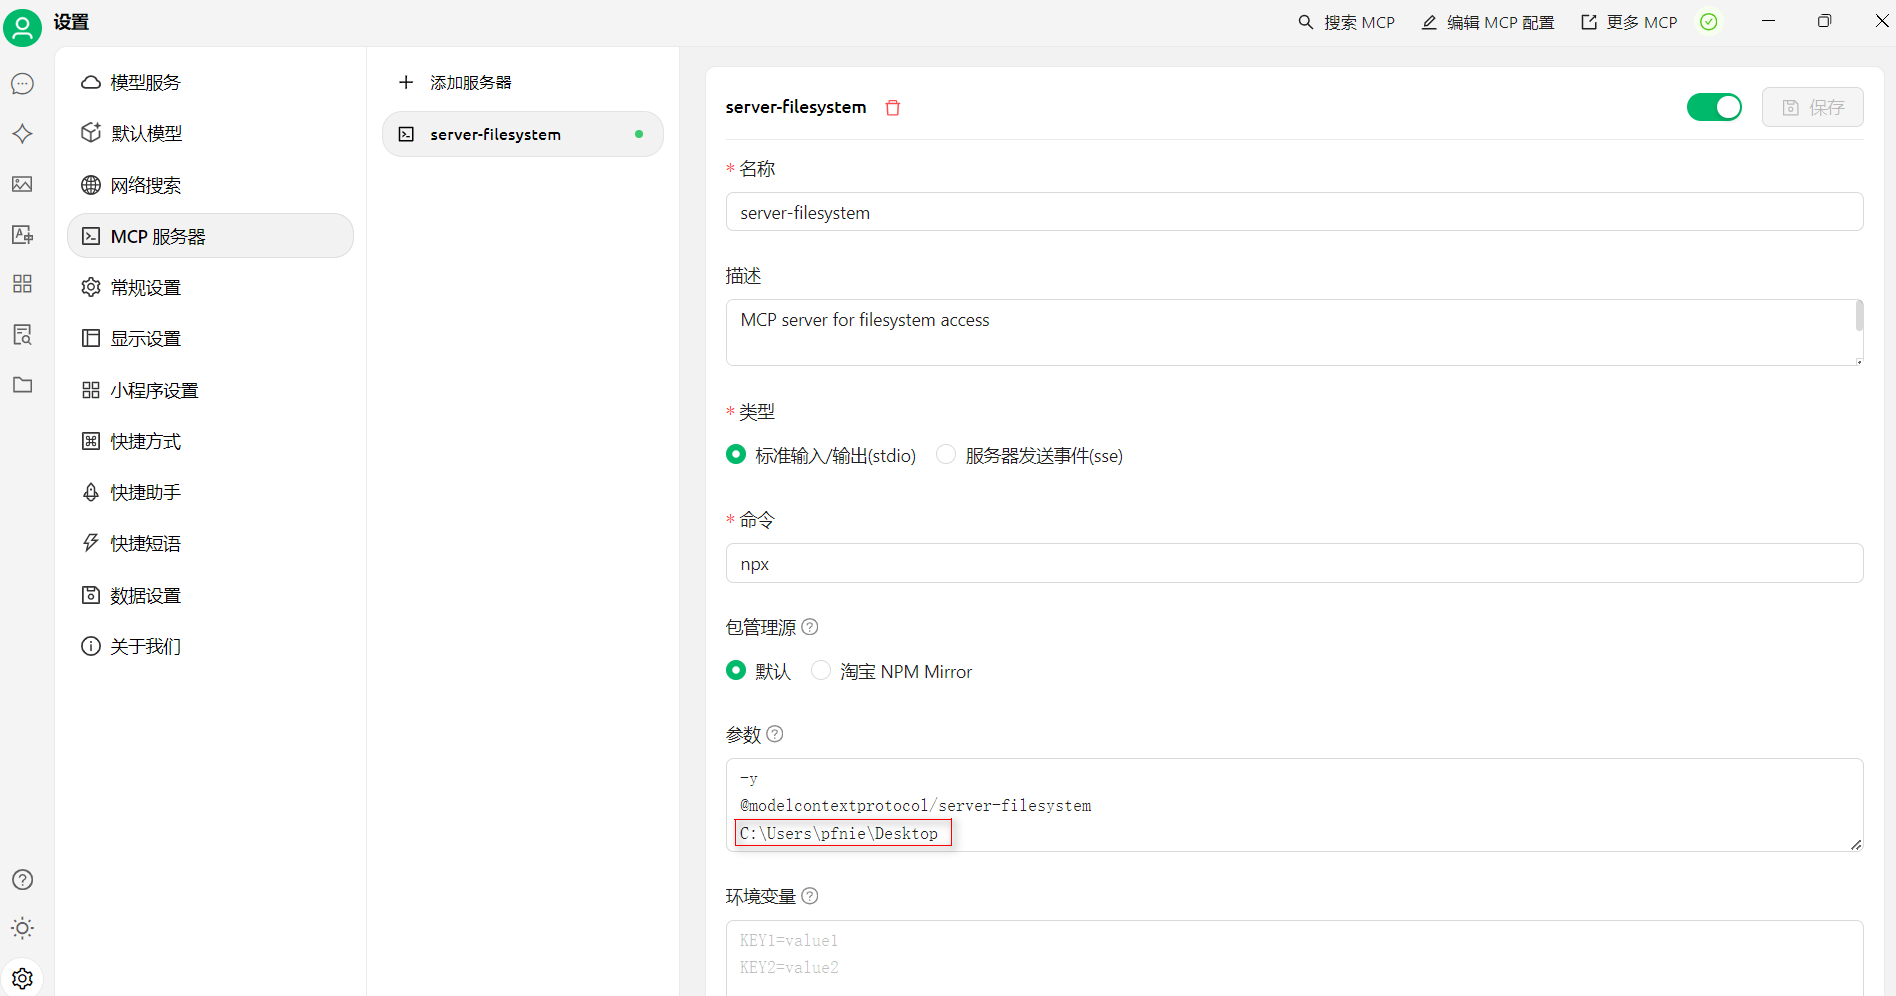 设置
搜索 MCP
编辑 MCP 配置
更多 MCP
模型服务
默认模型
网络搜索
MCP 服务器
常规设置
显示设置
小程序设置
快捷方式
快捷助手
快捷短语
数据设置
关于我们
添加服务器
server-filesystem
server-filesystem
保存
* 名称
server-filesystem
描述
MCP server for filesystem access
* 类型
标准输入/输出(stdio)
服务器发送事件(sse)
* 命令
npx
包管理源
默认
淘宝 NPM Mirror
参数
-y
@modelcontextprotocol/server-filesystem
C:\Users\pfnie\Desktop
环境变量
KEY1=value1
KEY2=value2